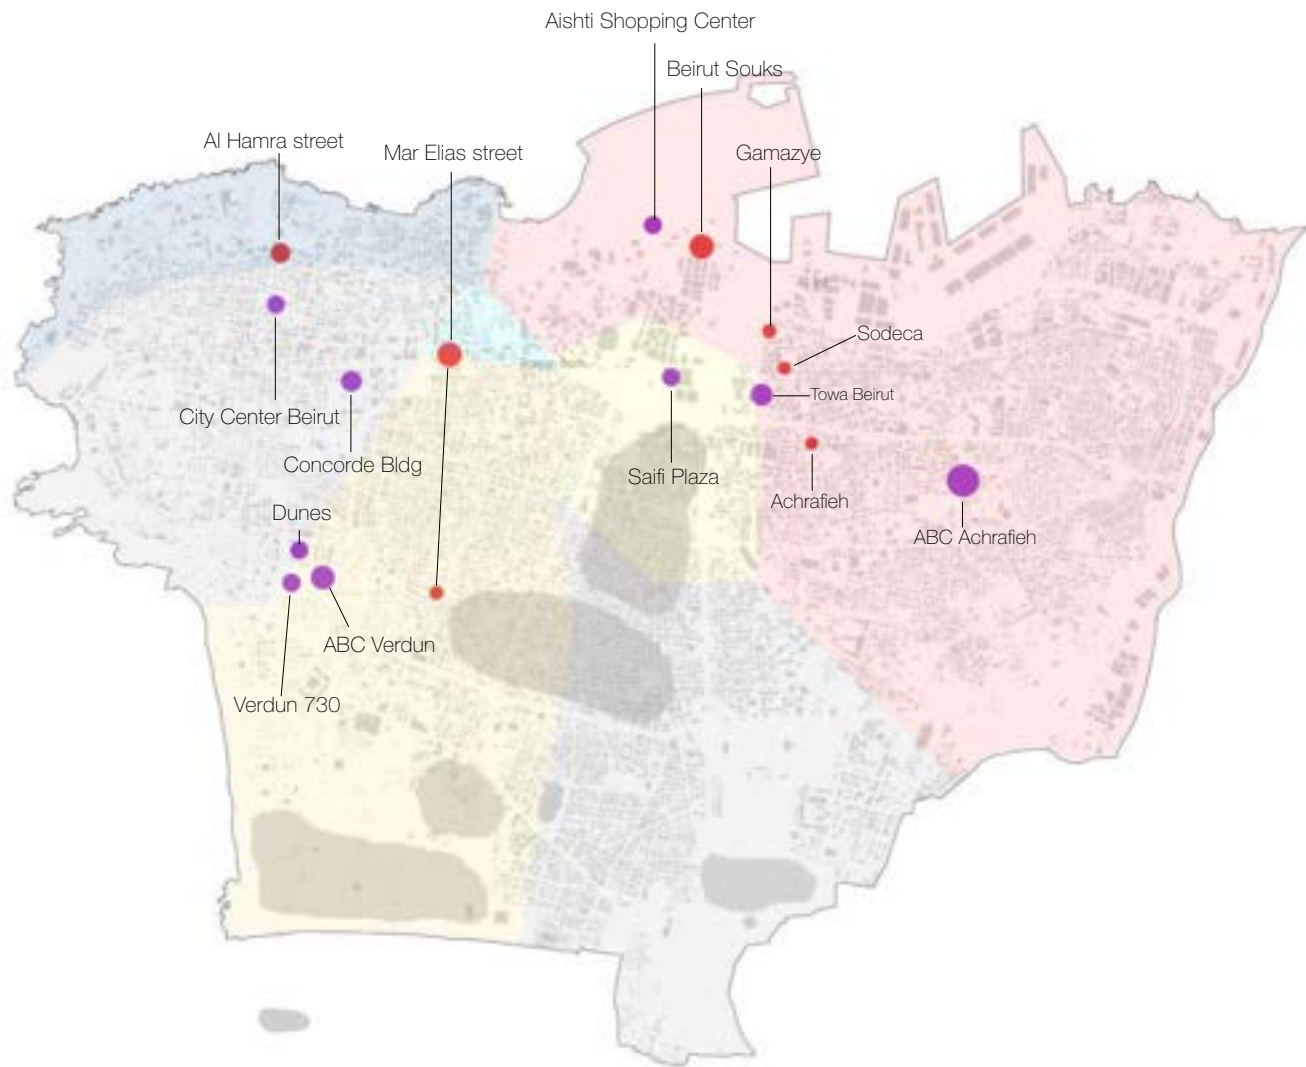 Aishti Shopping Center
Beirut Souks
Al Hamra street
Mar Elias street
Gamazye
Sodeca
Towa Beirut
City Center Beirut
Concorde Bldg
Saifi Plaza
Achrafieh
Dunes
ABC Achrafieh
ABC Verdun
Verdun 730